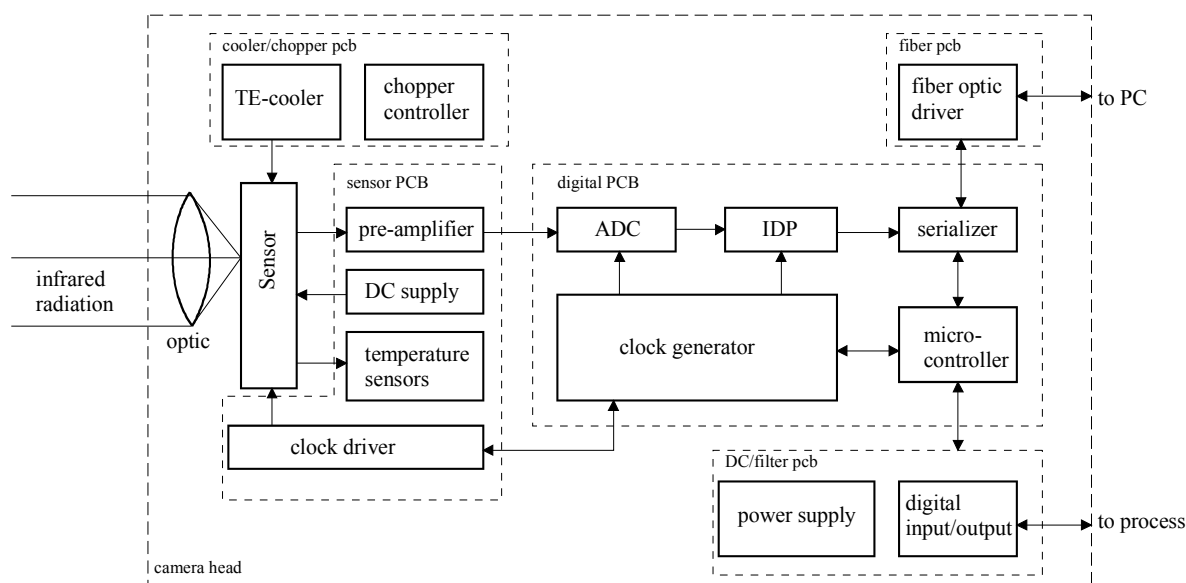 cooler/chopper pcb
TE-cooler
chopper
controller
fiber pcb
fiber optic
driver
to PC
sensor PCB
digital PCB
Sensor
pre-amplifier
ADC
IDP
serializer
infrared
radiation
optic
DC supply
temperature
sensors
clock generator
micro-
controller
clock driver
DC/filter pcb
power supply
digital
input/output
to process
camera head